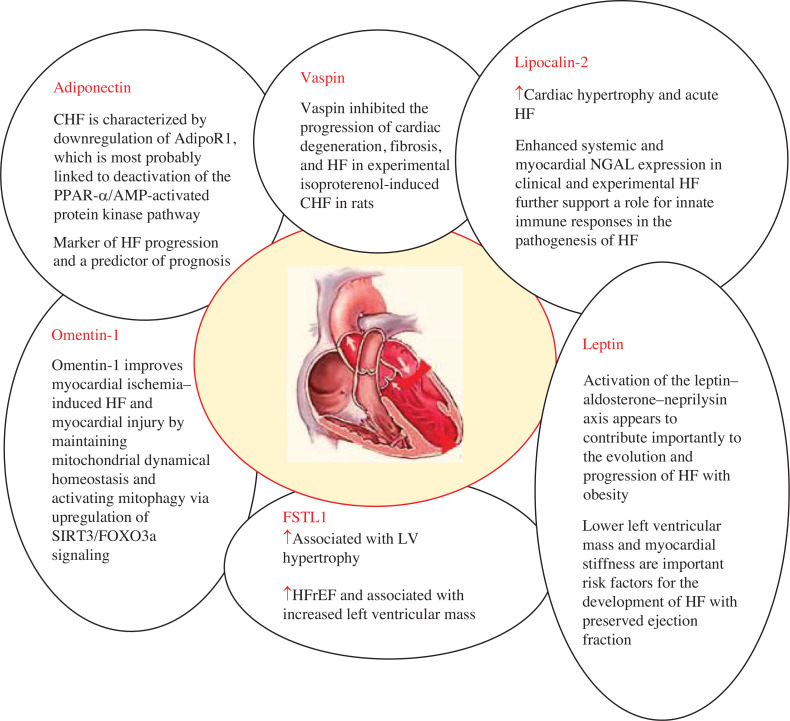 Adiponectin
CHF is characterized by
downregulation of AdipoR1,
which is most probably
linked to deactivation of the
PPAR-α/AMP-activated
protein kinase pathway
Marker of HF progression
and a predictor of prognosis
Vaspin
Vaspin inhibited the
progression of cardiac
degeneration, fibrosis,
and HF in experimental
isoproterenol-induced
CHF in rats
Lipocalin-2
↑Cardiac hypertrophy and acute
HF
Enhanced systemic and
myocardial NGAL expression in
clinical and experimental HF
further support a role for innate
immune responses in the
pathogenesis of HF
Omentin-1
Omentin-1 improves
myocardial ischemia–
induced HF and
myocardial injury by
maintaining
mitochondrial dynamical
homeostasis and
activating mitophagy via
upregulation of
SIRT3/FOXO3a
signaling
FSTL1
↑Associated with LV
hypertrophy
↑HFrEF and associated with
increased left ventricular mass
Leptin
Activation of the leptin–
aldosterone–neprilysin
axis appears to
contribute importantly to
the evolution and
progression of HF with
obesity
Lower left ventricular
mass and myocardial
stiffness are important
risk factors for the
development of HF with
preserved ejection
fraction